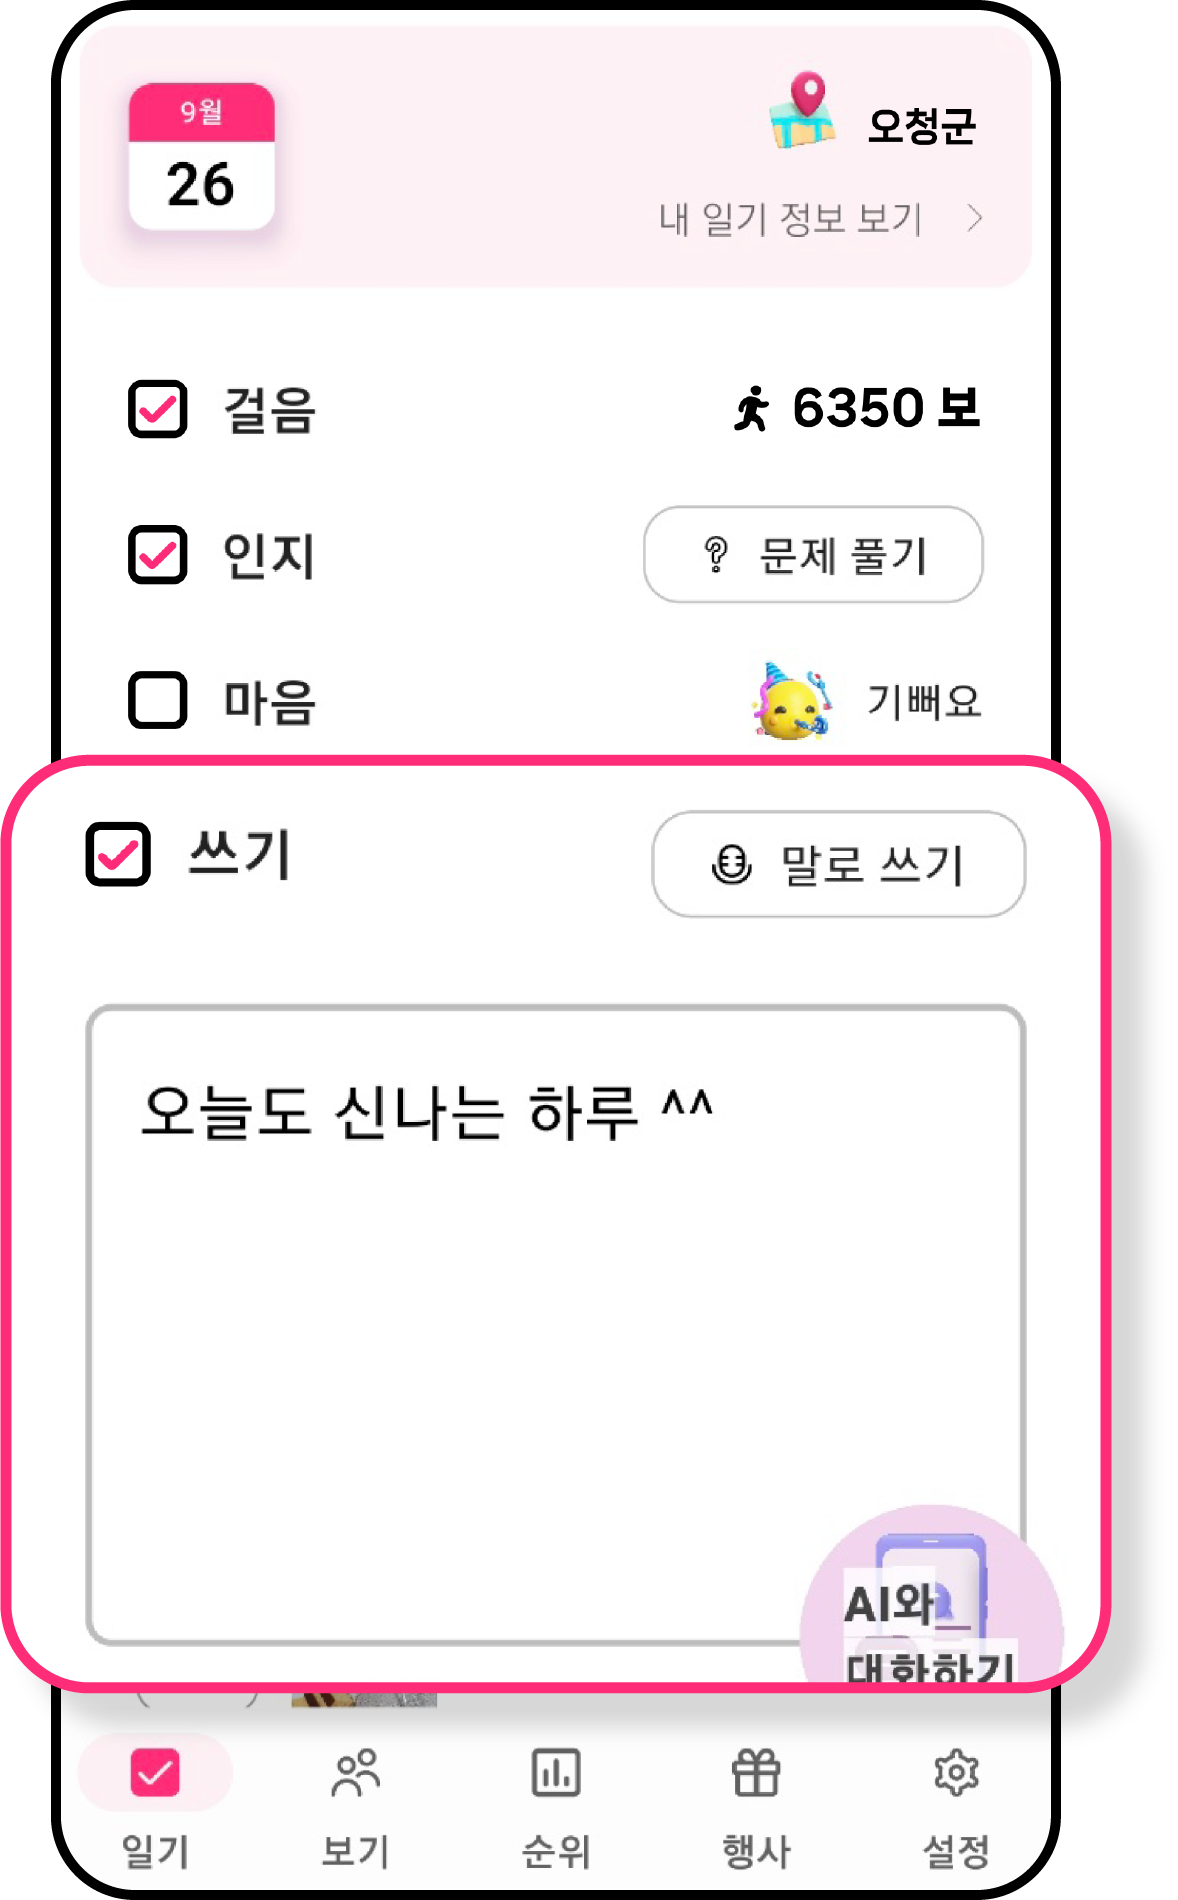 9월
26
오청군
내 일기 정보 보기
걸음
6350 보
인지
문제 풀기
마음
기뻐요
쓰기
말로 쓰기
오늘도 신나는 하루 ^^
AI와
대화하기
일기
보기
순위
행사
설정